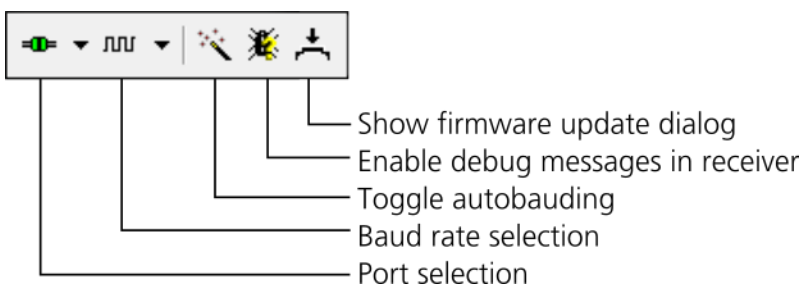 Show firmware update dialog
Enable debug messages in receiver
Toggle autobauding
Baud rate selection
Port selection